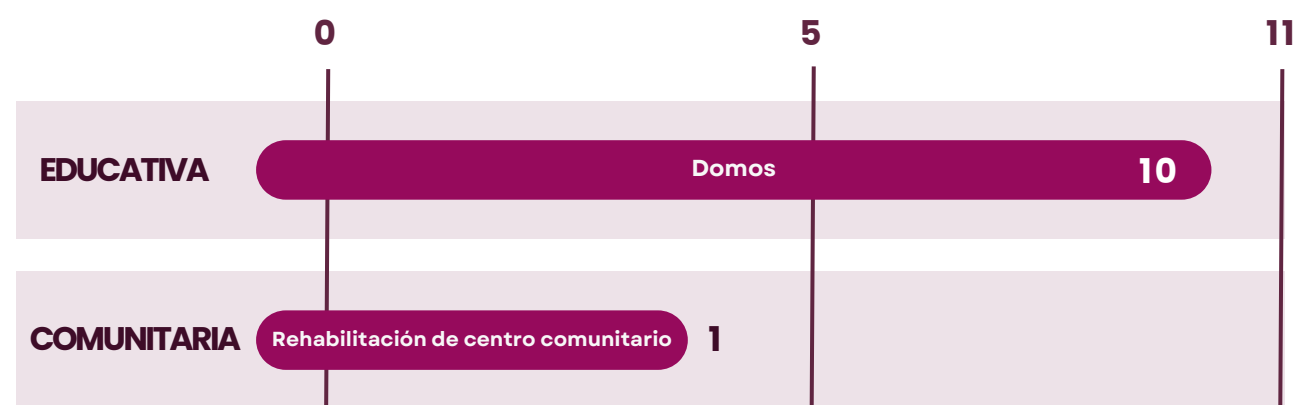 0 5 11
EDUCATIVA Domos 10
COMUNITARIA Rehabilitación de centro comunitario 1